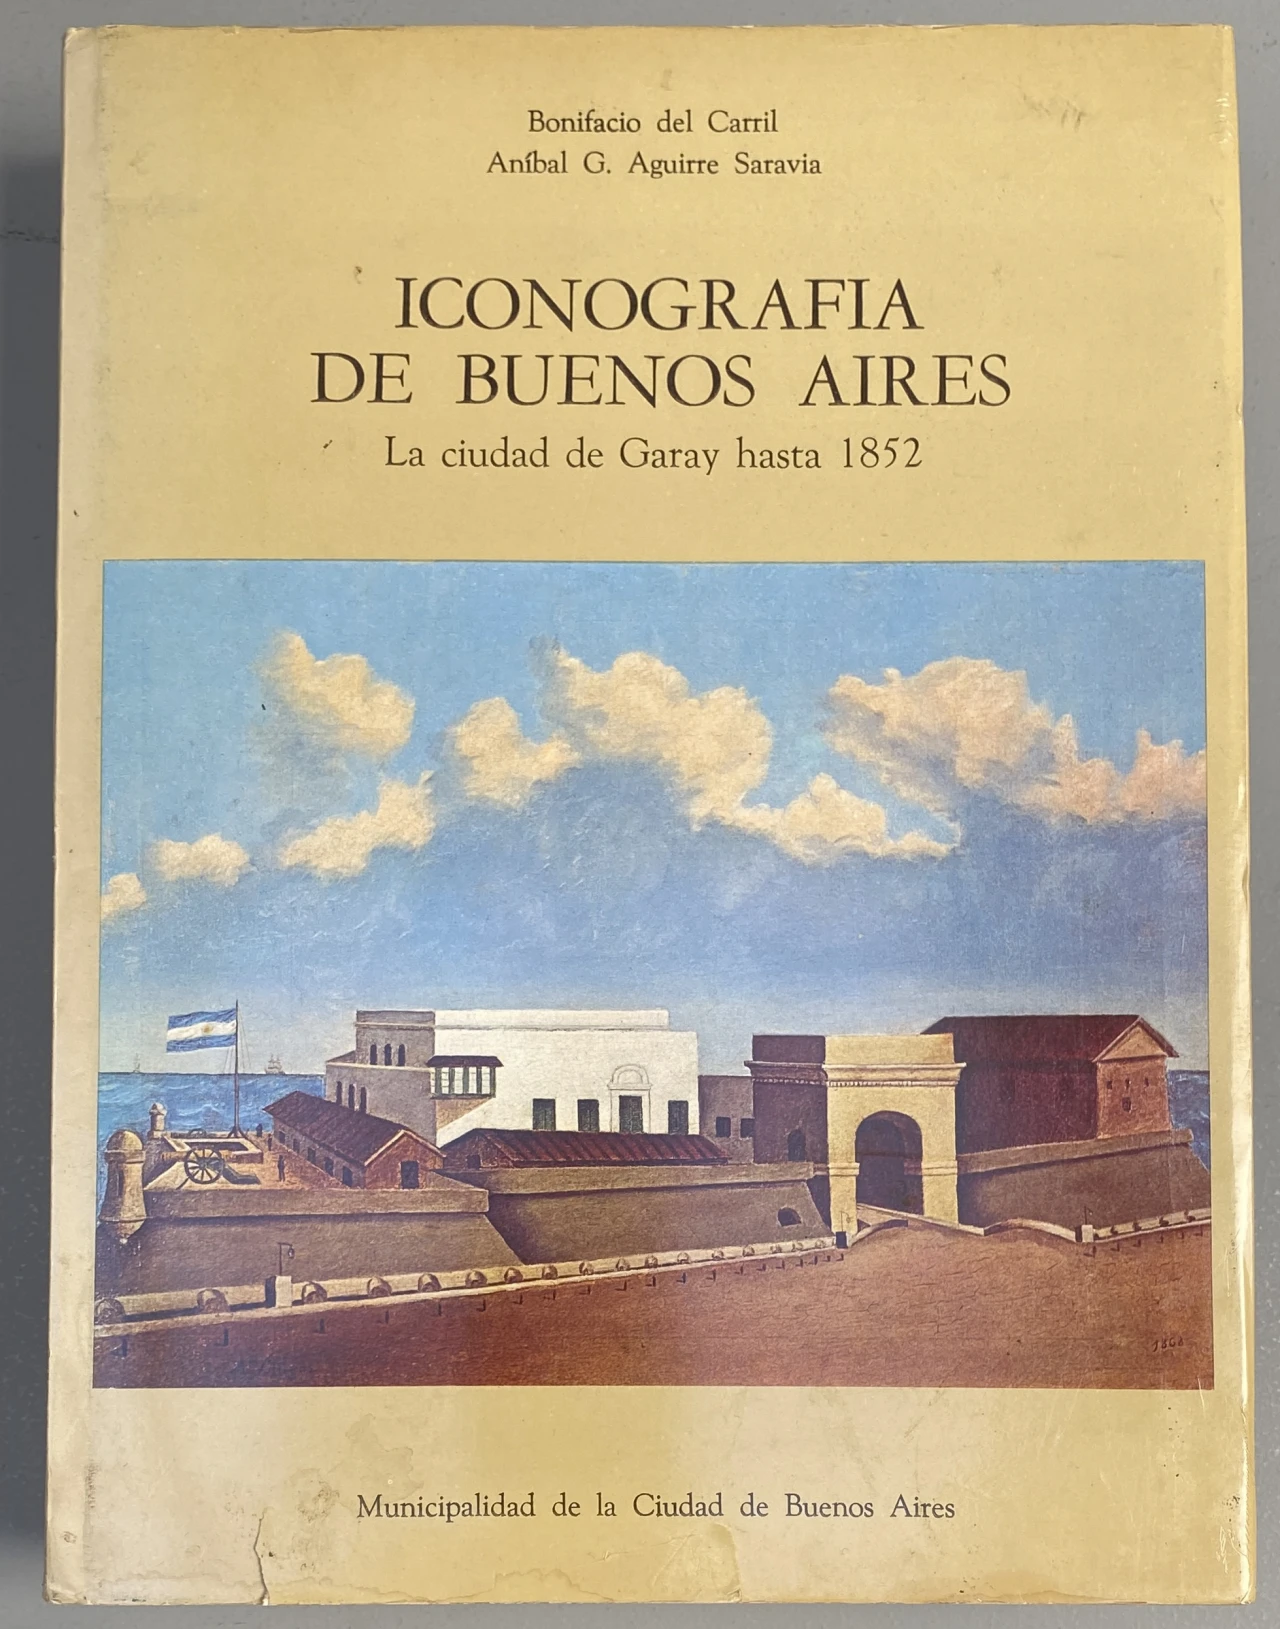 Bonifacio del Carril
Aníbal G. Aguirre Saravia
ICONOGRAFIA
DE BUENOS AIRES
La ciudad de Garay hasta 1852
Municipalidad de la Ciudad de Buenos Aires